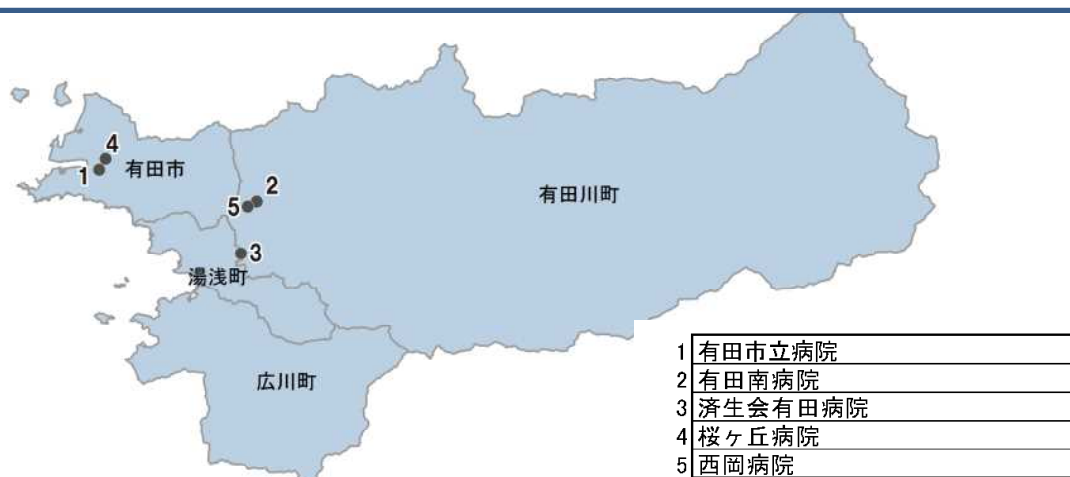 4
有田市
1
2
有田川町
5
3
湯浅町
広川町
1 有田市立病院
2 有田南病院
3 済生会有田病院
4 桜ヶ丘病院
5 西岡病院